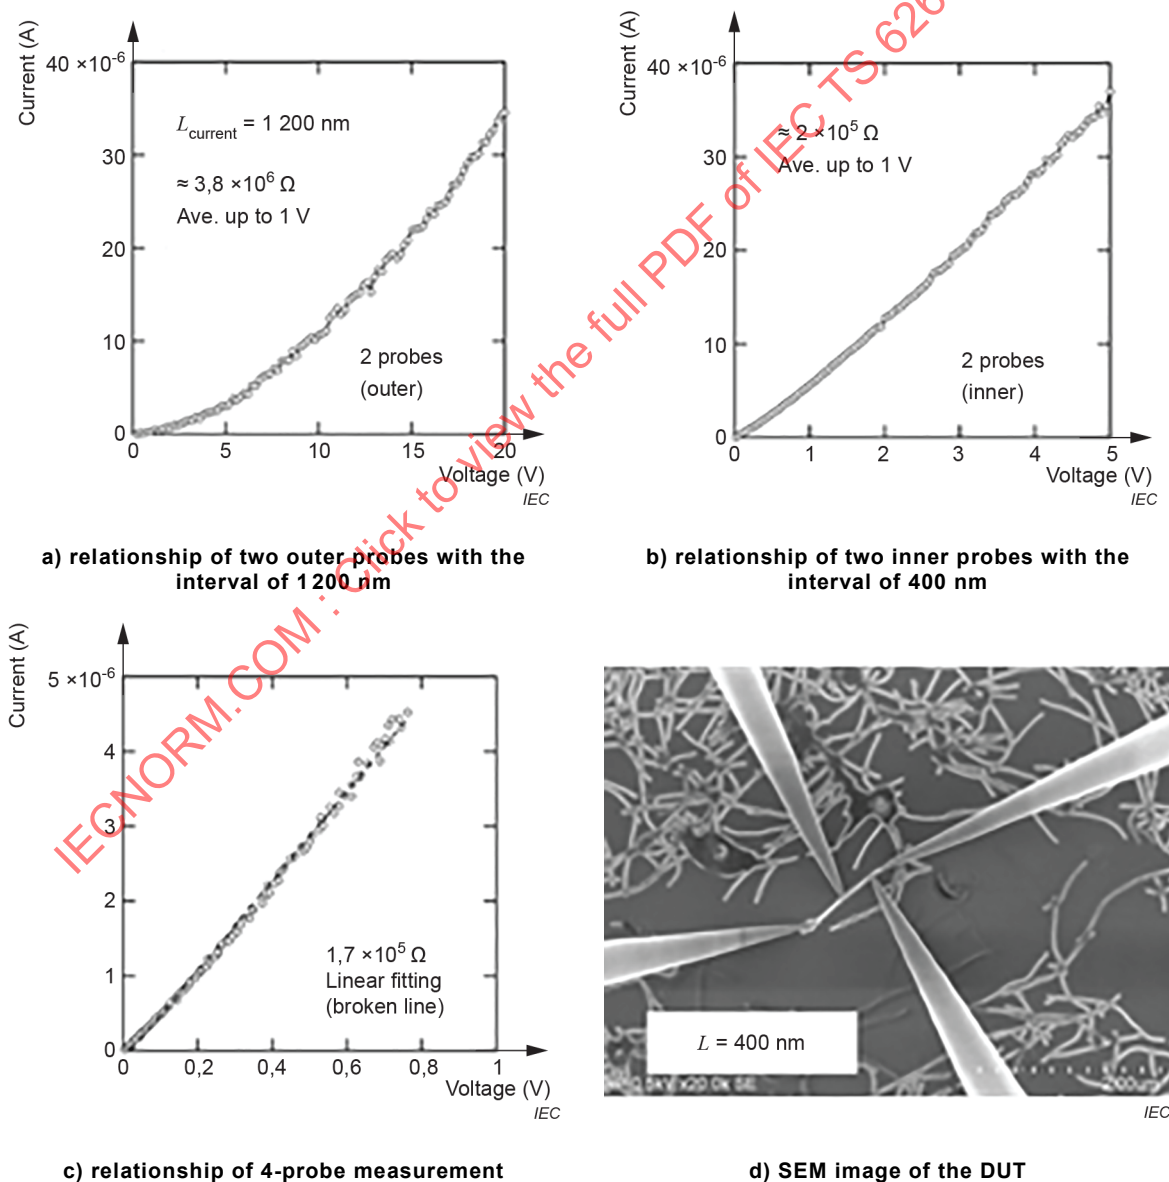 Current (A)
40 ×10-6
30
20
10
0
Lcurrent = 1 200 nm
≈ 3,8 ×106 Ω
Ave. up to 1 V
2 probes
(outer)
0 5 10 15 20
Voltage (V)
IEC
a) relationship of two outer probes with the
interval of 1 200 nm
Current (A)
40 ×10-6
30
20
10
0
≈ 2 ×105 Ω
Ave. up to 1 V
2 probes
(inner)
0 1 2 3 4 5
Voltage (V)
IEC
b) relationship of two inner probes with the
interval of 400 nm
Current (A)
5 ×10-6
4
3
2
1
0
1,7 ×105 Ω
Linear fitting
(broken line)
0 0,2 0,4 0,6 0,8 1
Voltage (V)
IEC
c) relationship of 4-probe measurement
L = 400 nm
x20.0k SE
IEC
d) SEM image of the DUT
IECNORM.COM : Click to view the full PDF of IEC TS 626